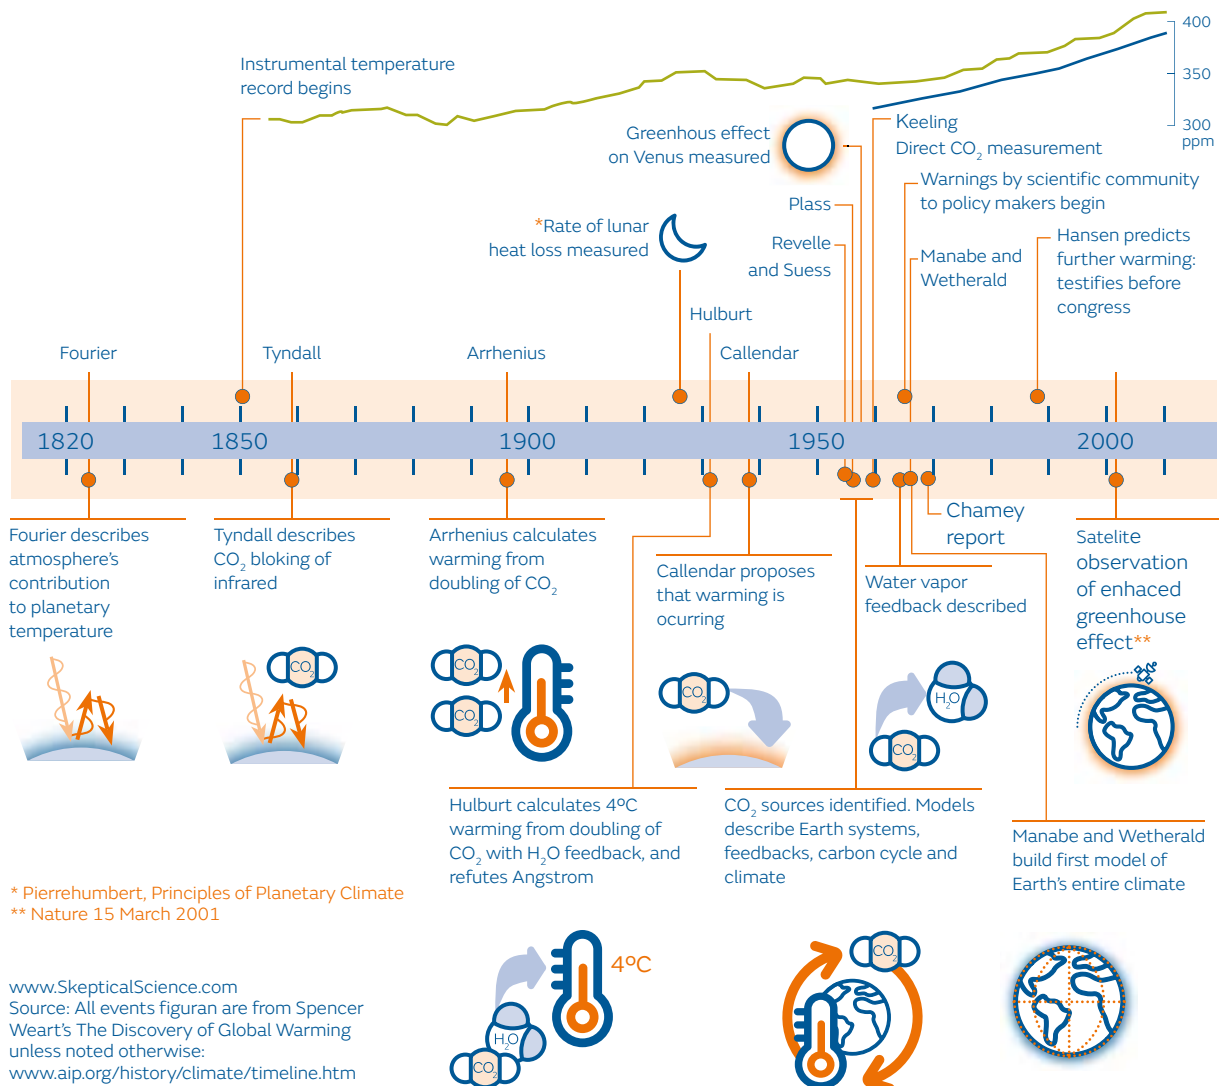 400
Instrumental temperature
record begins
350
300
ppm
Keeling
Direct CO₂ measurement
Greenhous effect
on Venus measured
Warnings by scientific community
to policy makers begin
Plass
*Rate of lunar
heat loss measured
Revelle
and Suess
Hansen predicts
further warming:
testifies before
congress
Manabe and
Wetherald
Hulburt
Fourier
Tyndall
Arrhenius
Callendar
1820
1850
1900
1950
2000
Chamey
report
Fourier describes
atmosphere's
contribution
to planetary
temperature
Tyndall describes
CO₂ bloking of
infrared
Arrhenius calculates
warming from
doubling of CO₂
Callendar proposes
that warming is
ocurring
Water vapor
feedback described
Satelite
observation
of enhaced
greenhouse
effect**
CO₂
CO₂
CO₂
CO₂
H₂O
CO₂
Hulburt calculates 4ºC
warming from doubling of
CO₂ with H₂O feedback, and
refutes Angstrom
CO₂ sources identified. Models
describe Earth systems,
feedbacks, carbon cycle and
climate
Manabe and Wetherald
build first model of
Earth's entire climate
* Pierrehumbert, Principles of Planetary Climate
** Nature 15 March 2001
4ºC
H₂O
CO₂
CO₂
www.SkepticalScience.com
Source: All events figuran are from Spencer
Weart's The Discovery of Global Warming
unless noted otherwise:
www.aip.org/history/climate/timeline.htm